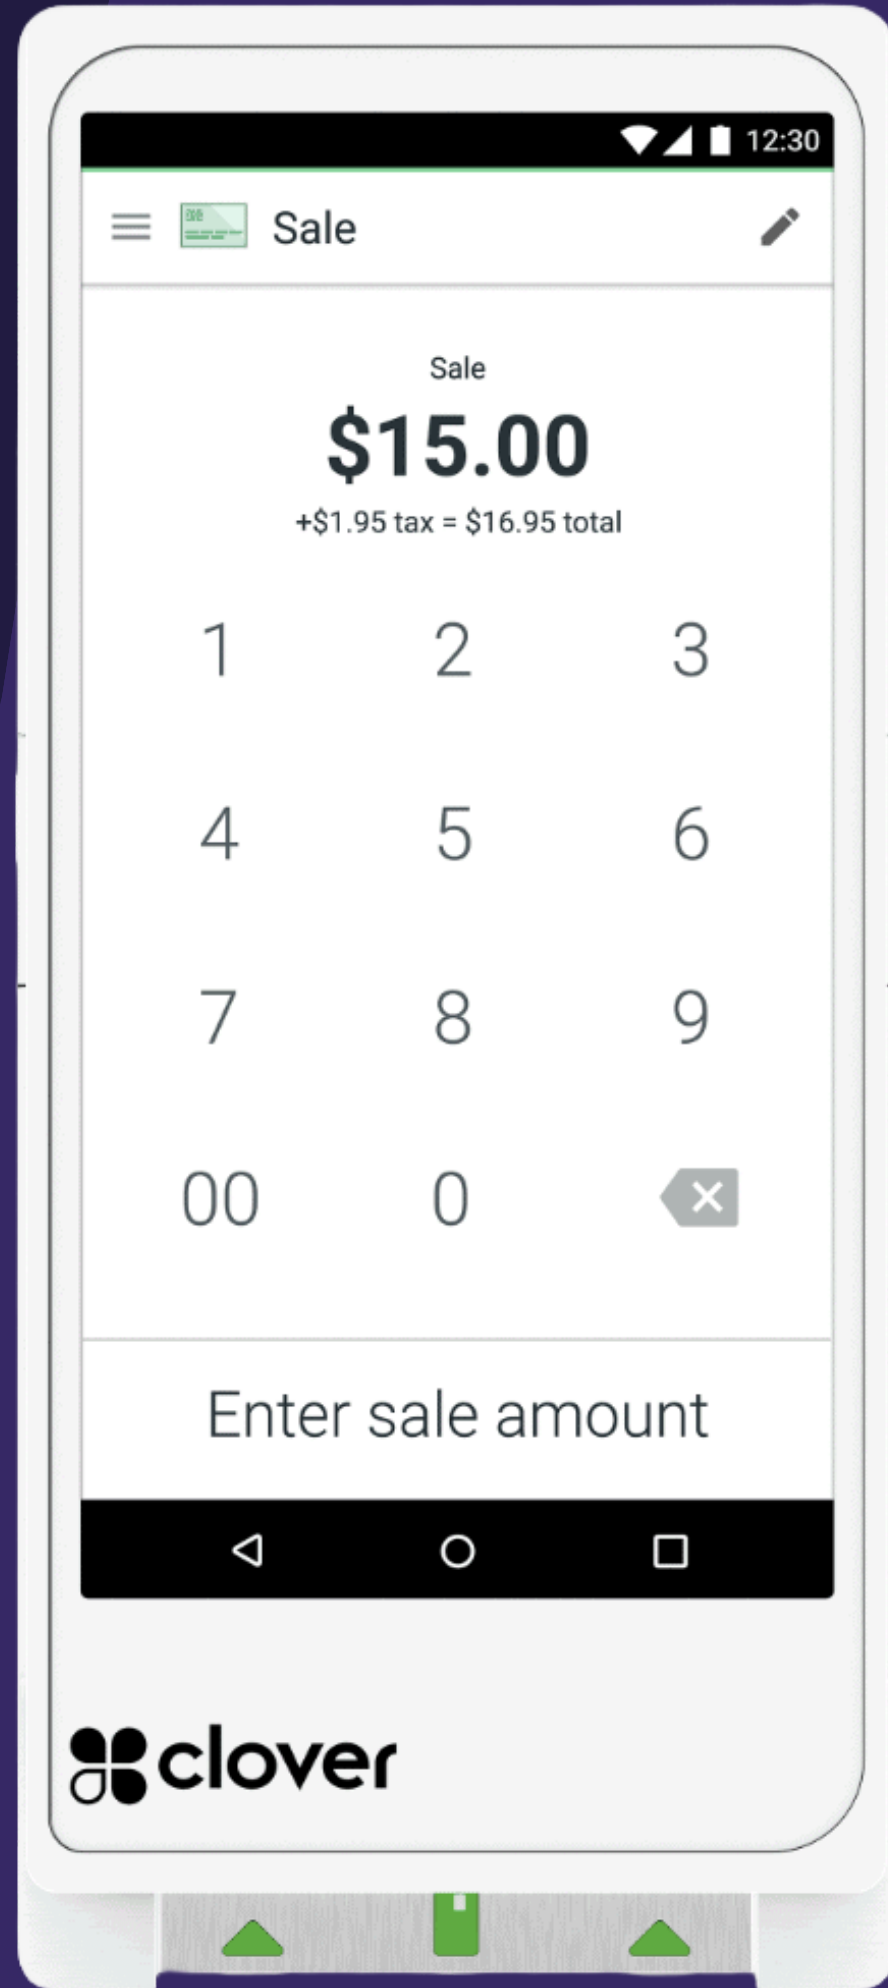 12:30
Sale
Sale
$15.00
+$1.95 tax = $16.95 total
1 2 3
4 5 6
7 8 9
00 0
Enter sale amount
clover